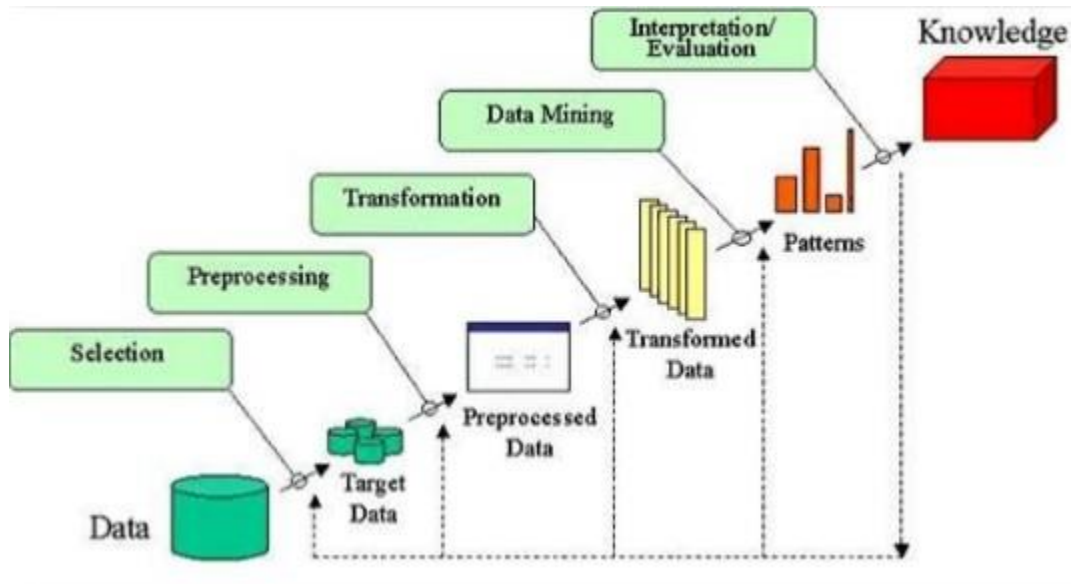 Interpretation/
Evaluation
Knowledge
Data Mining
Transformation
Patterns
Preprocessing
Transformed
Data
Selection
Preprocessed
Data
Target
Data
Data